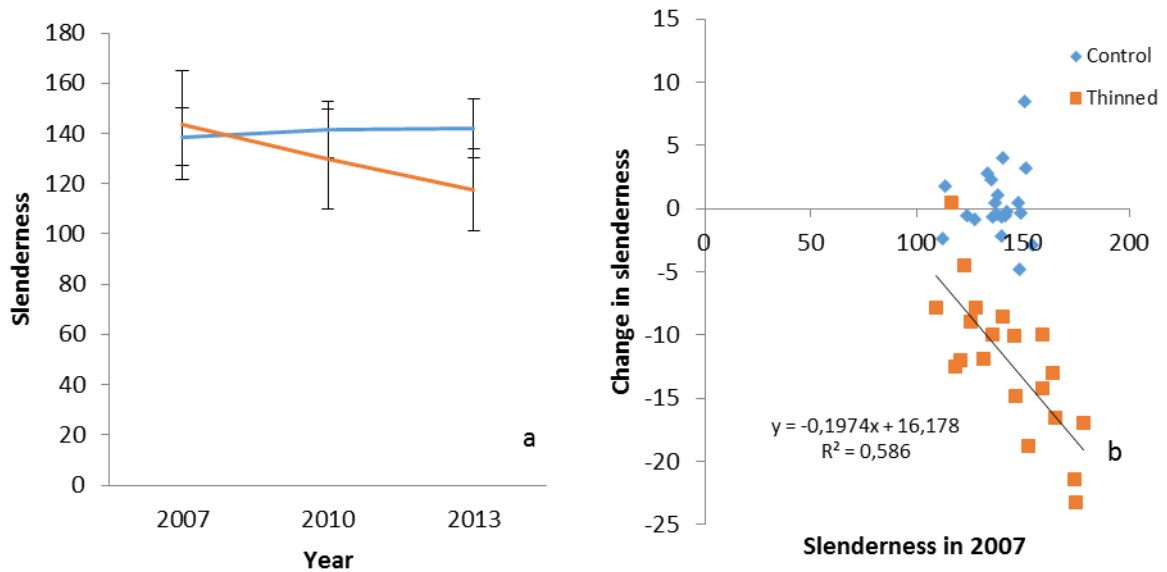 180
160
140
120
100
80
60
40
20
0
Slenderness
2007 2010 2013
Year
a
15
10
5
0
-5
-10
-15
-20
-25
Change in slenderness
0 50 100 150 200
Slenderness in 2007
Control
Thinned
y = -0,1974x + 16,178
R² = 0,586
b